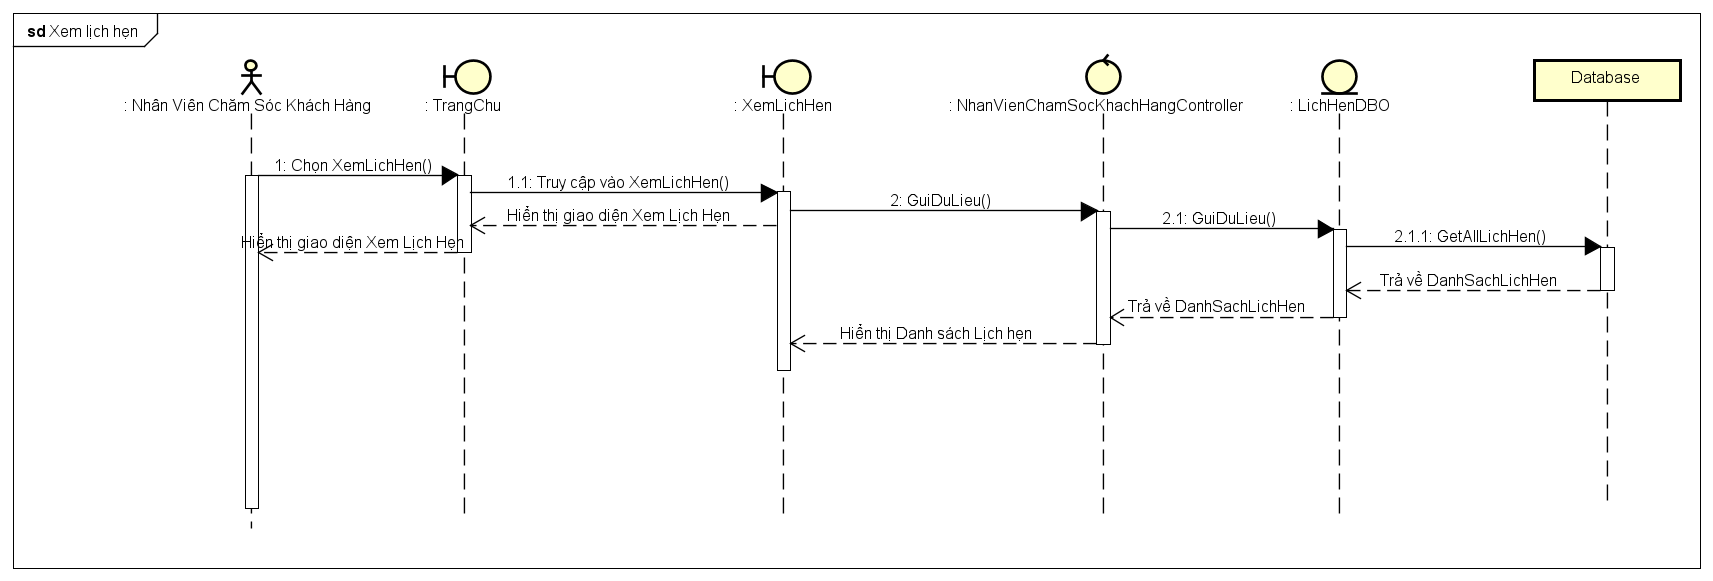 sd Xem lịch hẹn
: Nhân Viên Chăm Sóc Khách Hàng
: TrangChu
: XemLichHen
: NhanVienChamSocKhachHangController
: LichHenDBO
Database
1: Chọn XemLichHen()
1.1: Truy cập vào XemLichHen()
2: GuiDuLieu()
Hiển thị giao diện Xem Lịch Hẹn
2.1: GuiDuLieu()
2.1.1: GetAllLichHen()
Hiển thị giao diện Xem Lịch Hẹn
Trả về DanhSachLichHen
Trả về DanhSachLichHen
Hiển thị Danh sách Lịch hẹn